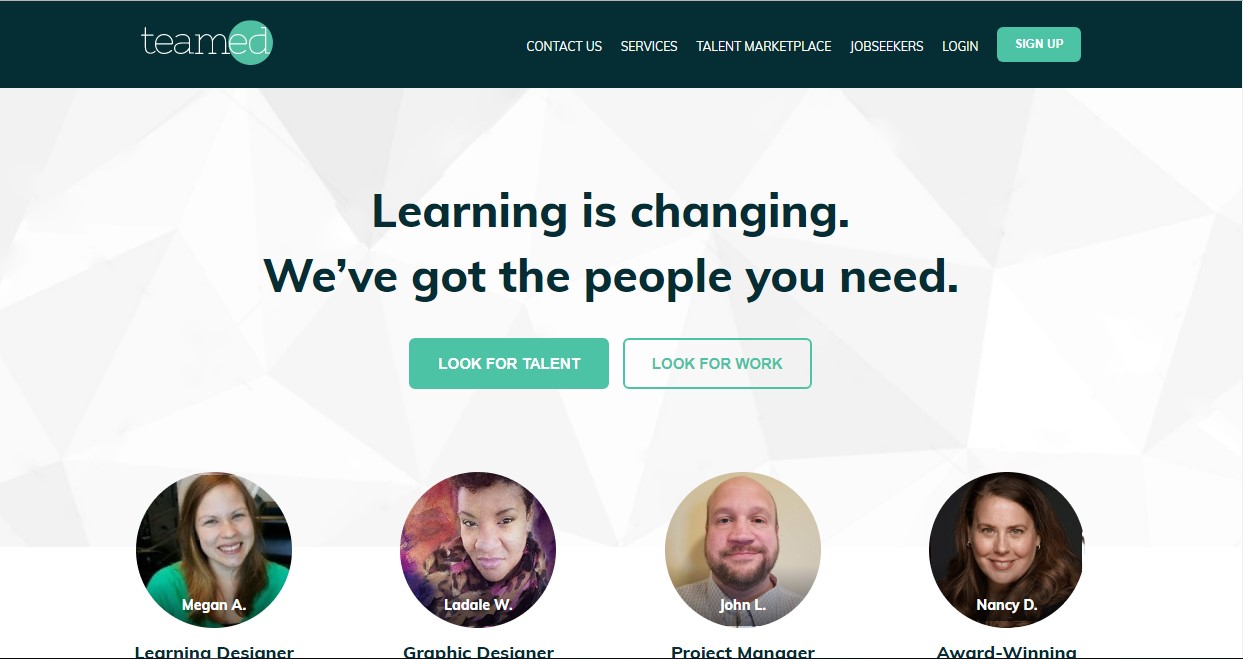 teamed
CONTACT US SERVICES TALENT MARKETPLACE JOBSEEKERS LOGIN SIGN UP
Learning is changing.
We’ve got the people you need.
LOOK FOR TALENT LOOK FOR WORK
Megan A. Ladale W. John L. Nancy D.
Learning Designer Graphic Designer Project Manager Award-Winning